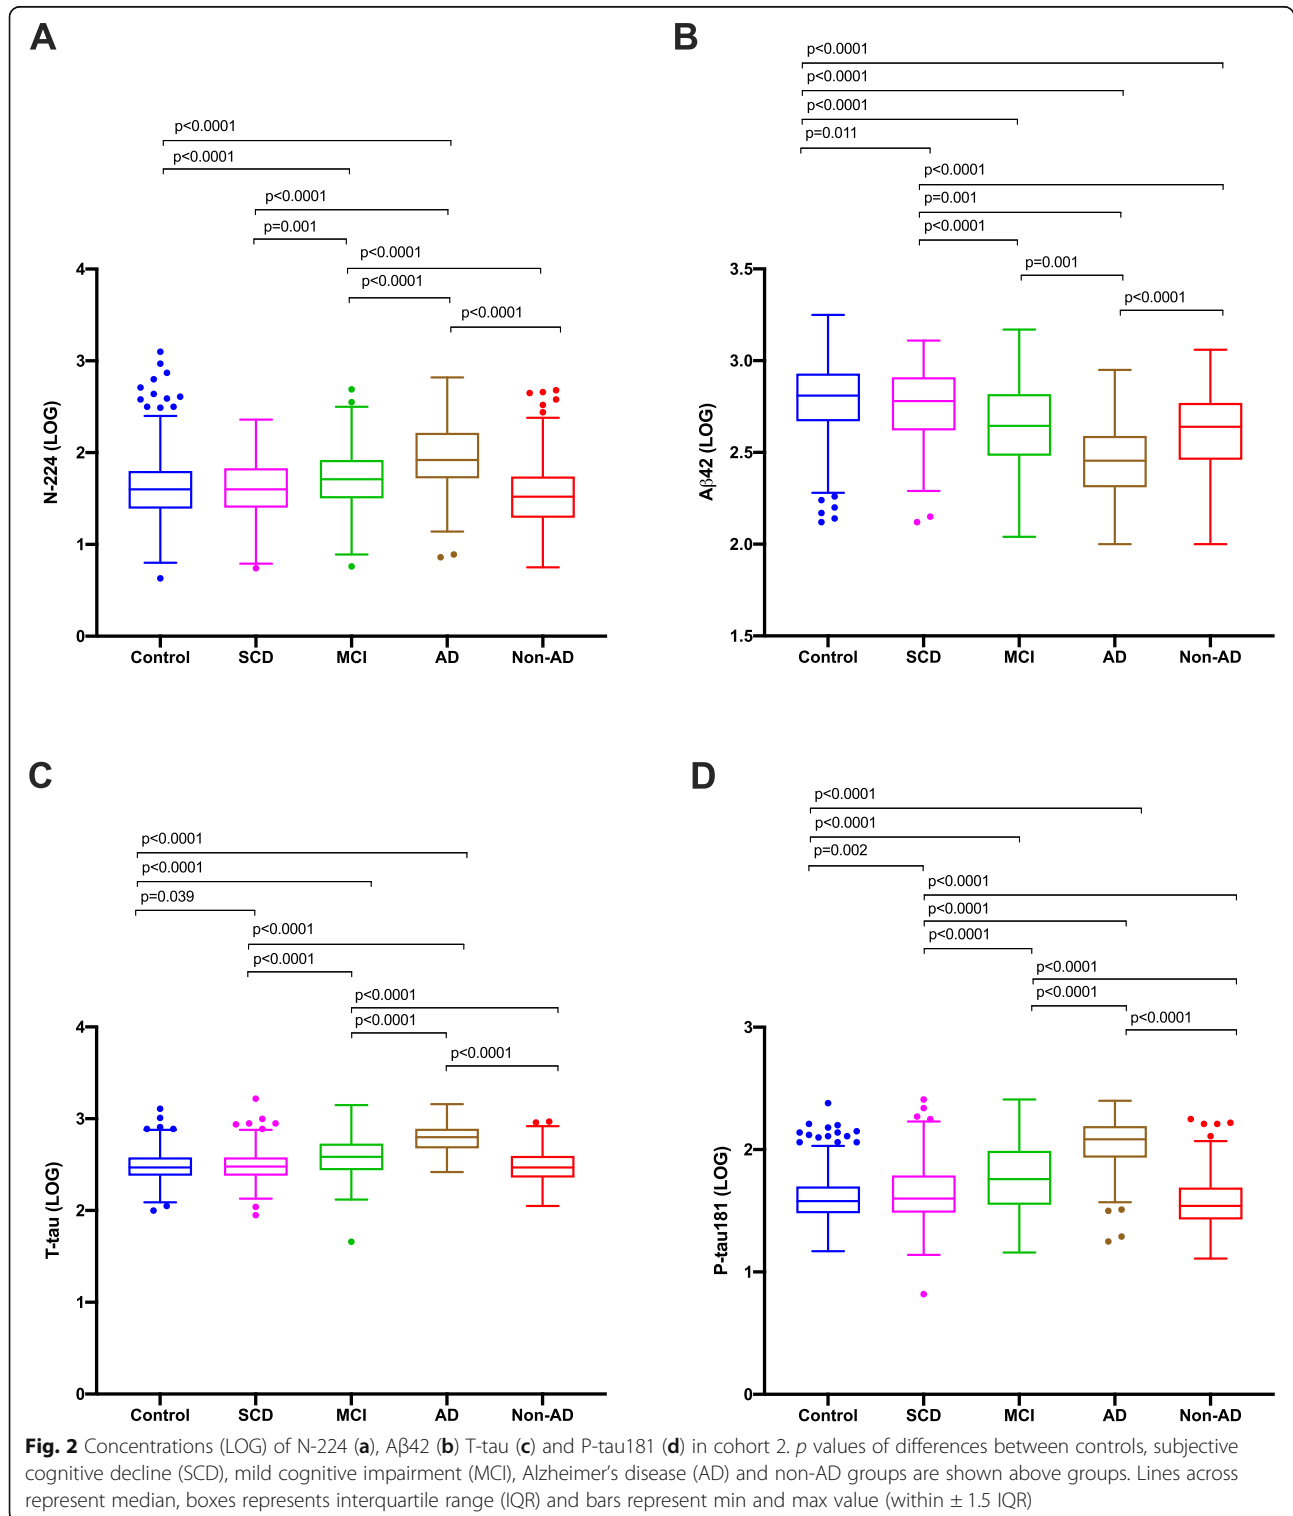 A
p<0.0001
p<0.0001
p<0.0001
p=0.001
p<0.0001
p<0.0001
p<0.0001
N-224 (LOG)
4
3
2
1
0
Control SCD MCI AD Non-AD
B
p<0.0001
p<0.0001
p<0.0001
p=0.011
p<0.0001
p=0.001
p<0.0001
p=0.001
p<0.0001
Aβ42 (LOG)
3.5
3.0
2.5
2.0
1.5
Control SCD MCI AD Non-AD
C
p<0.0001
p<0.0001
p=0.039
p<0.0001
p<0.0001
p<0.0001
p<0.0001
p<0.0001
T-tau (LOG)
4
3
2
1
0
Control SCD MCI AD Non-AD
D
p<0.0001
p<0.0001
p=0.002
p<0.0001
p<0.0001
p<0.0001
p<0.0001
p<0.0001
p<0.0001
P-tau181 (LOG)
3
2
1
0
Control SCD MCI AD Non-AD
Fig. 2 Concentrations (LOG) of N-224 (a), Aβ42 (b) T-tau (c) and P-tau181 (d) in cohort 2. p values of differences between controls, subjective
cognitive decline (SCD), mild cognitive impairment (MCI), Alzheimer's disease (AD) and non-AD groups are shown above groups. Lines across
represent median, boxes represents interquartile range (IQR) and bars represent min and max value (within ± 1.5 IQR)